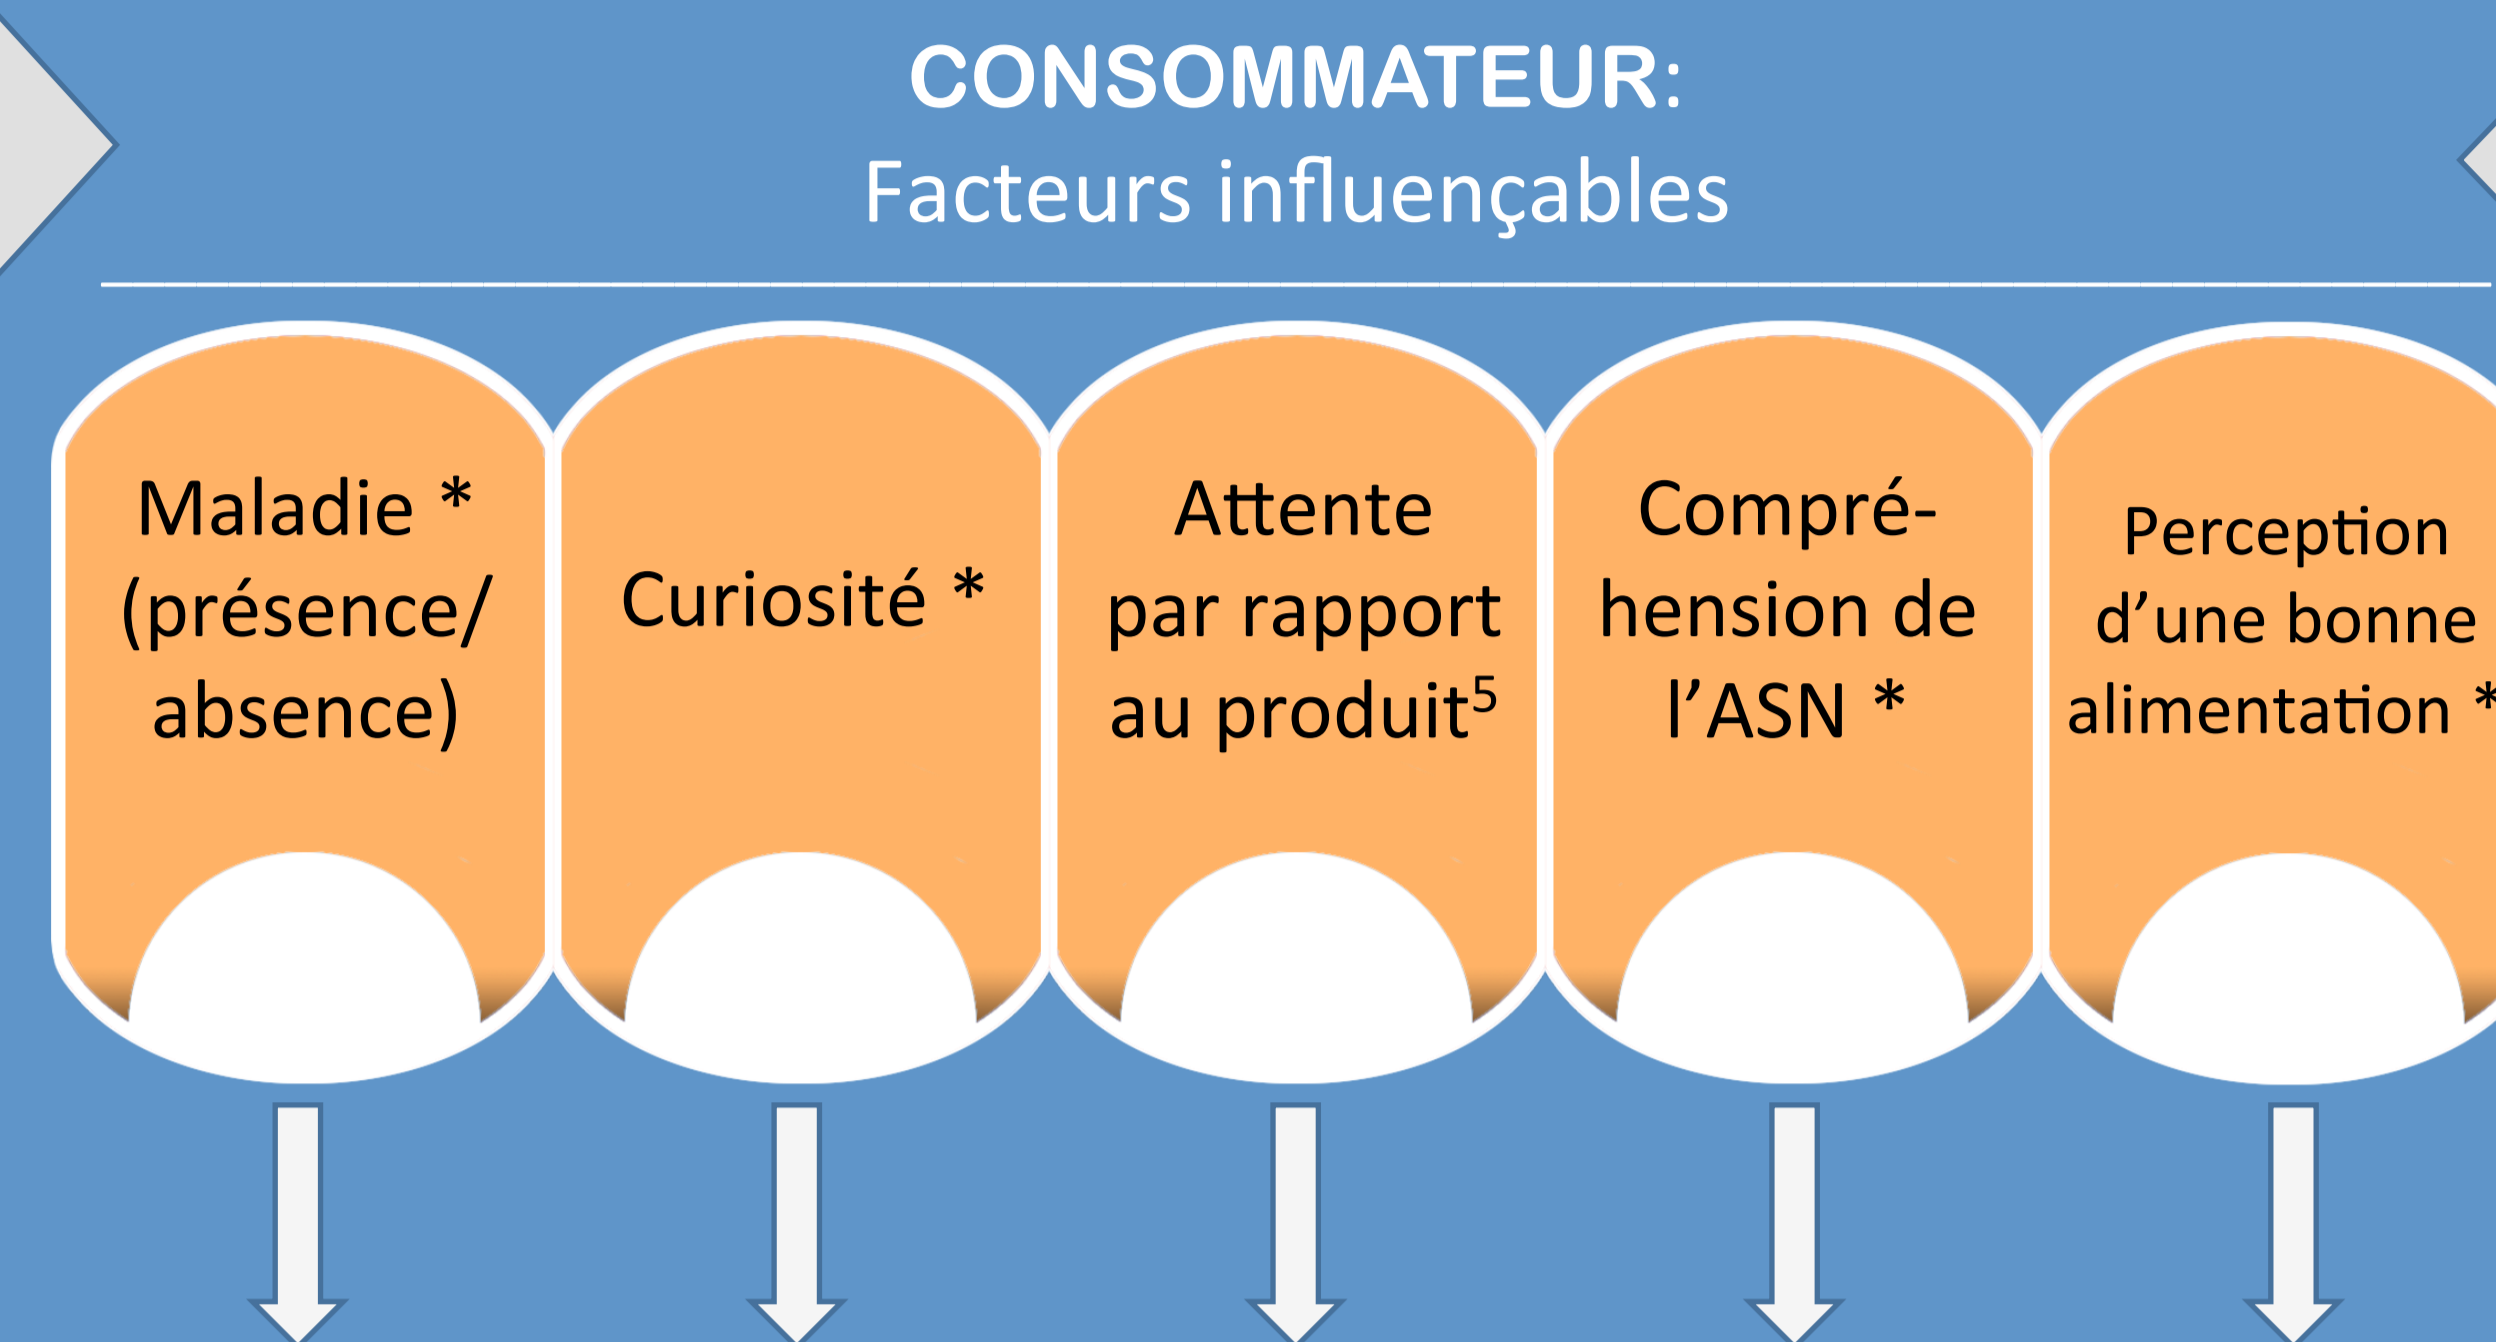 CONSOMMATEUR:
Facteurs influençables
Maladie *
(présence/
absence)
Curiosité *
Attente
par rapport
au produit⁵
Compré-
hension de
l’ASN *
Perception
d’une bonne
alimentation *